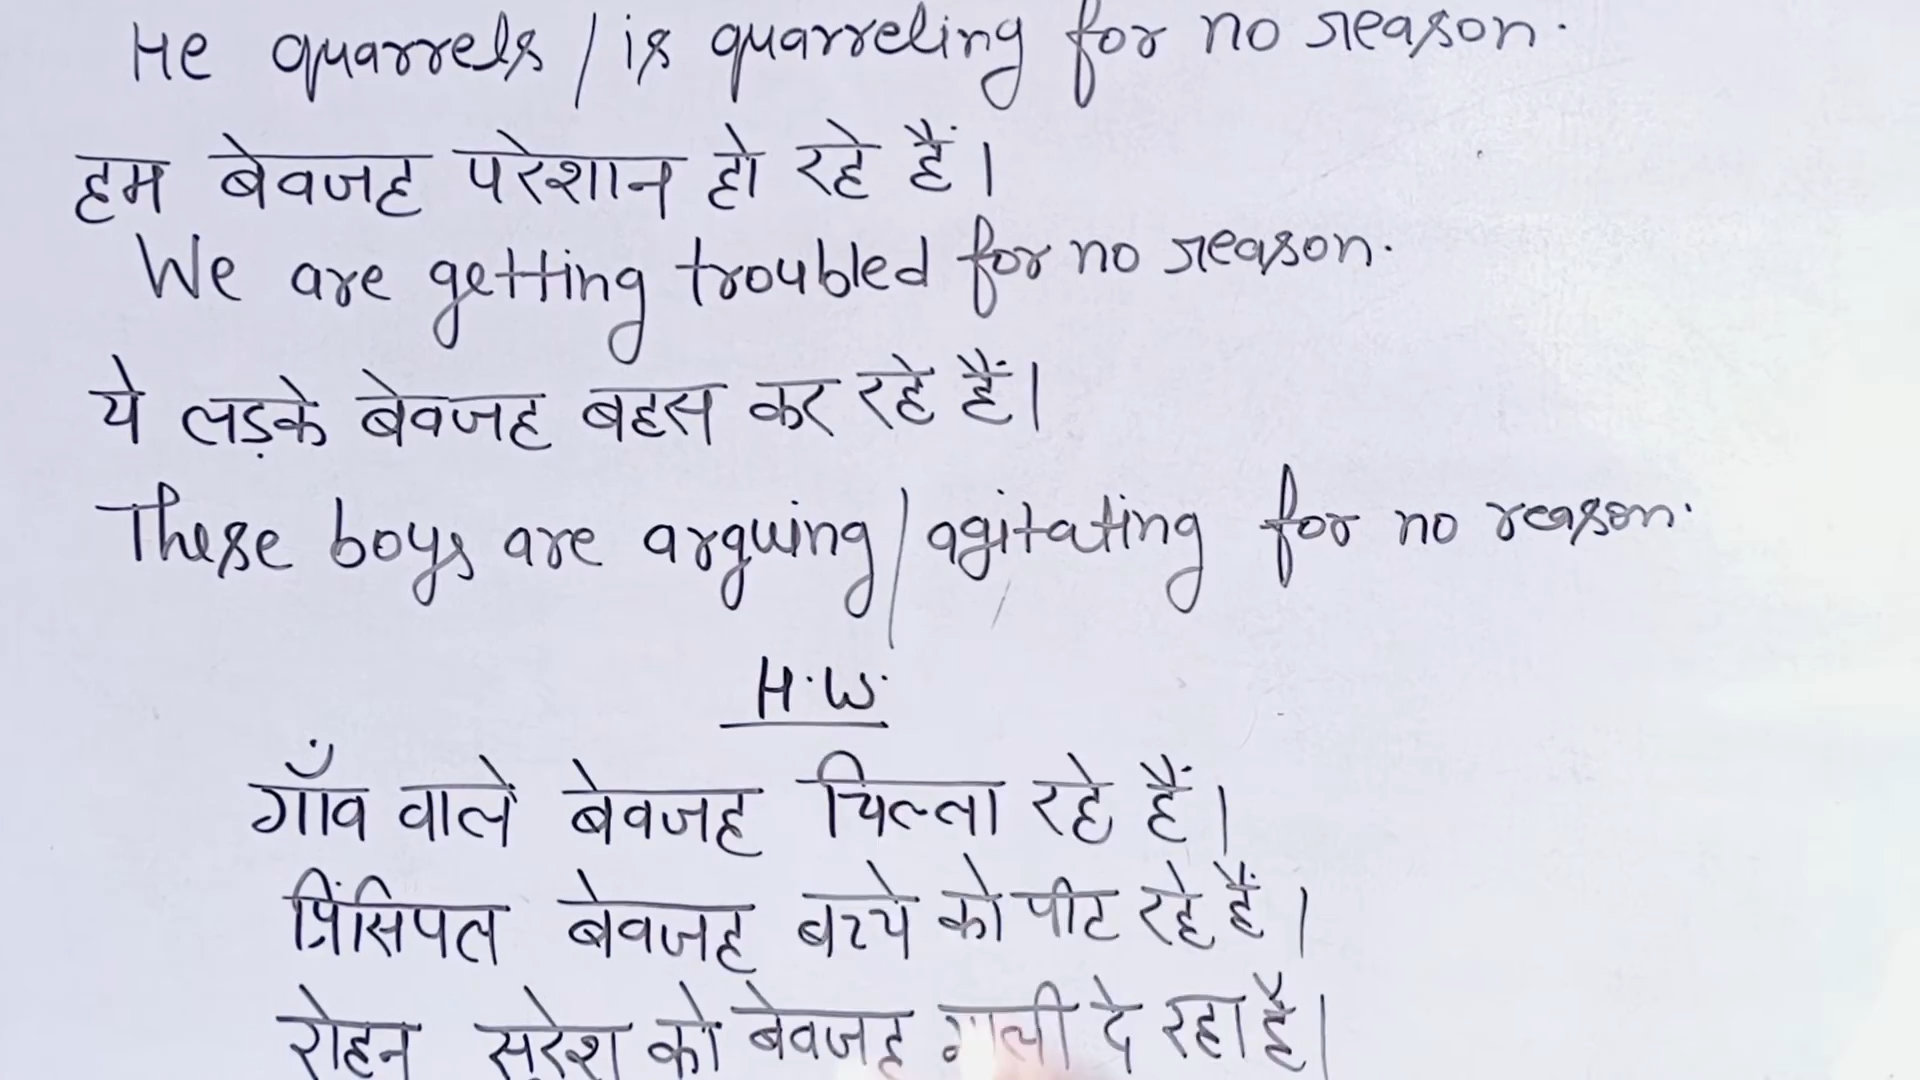 He quarrels / is quarreling for no reason.
हम बेवजह परेशान हो रहे हैं।
We are getting troubled for no reason.
ये लड़के बेवजह बहस कर रहे हैं।
These boys are arguing / agitating for no reason.
H.W.
गाँव वाले बेवजह चिल्ला रहे हैं।
प्रिंसिपल बेवजह बच्चे को पीट रहे हैं।
रोहन सुरेश को बेवजह गाली दे रहा है।